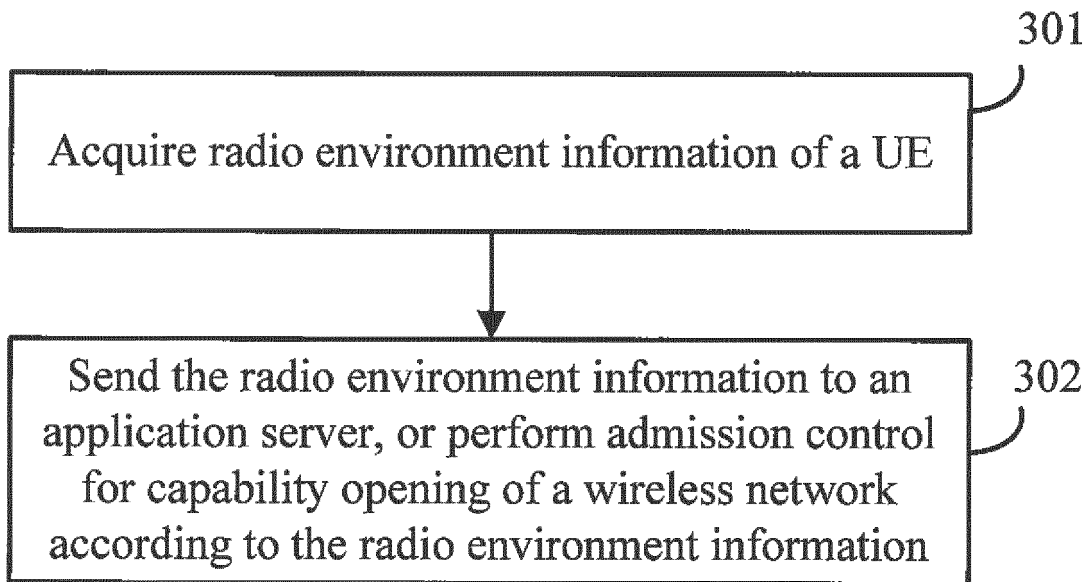 301
Acquire radio environment information of a UE
Send the radio environment information to an
302
application server, or perform admission control
for capability opening of a wireless network
according to the radio environment information